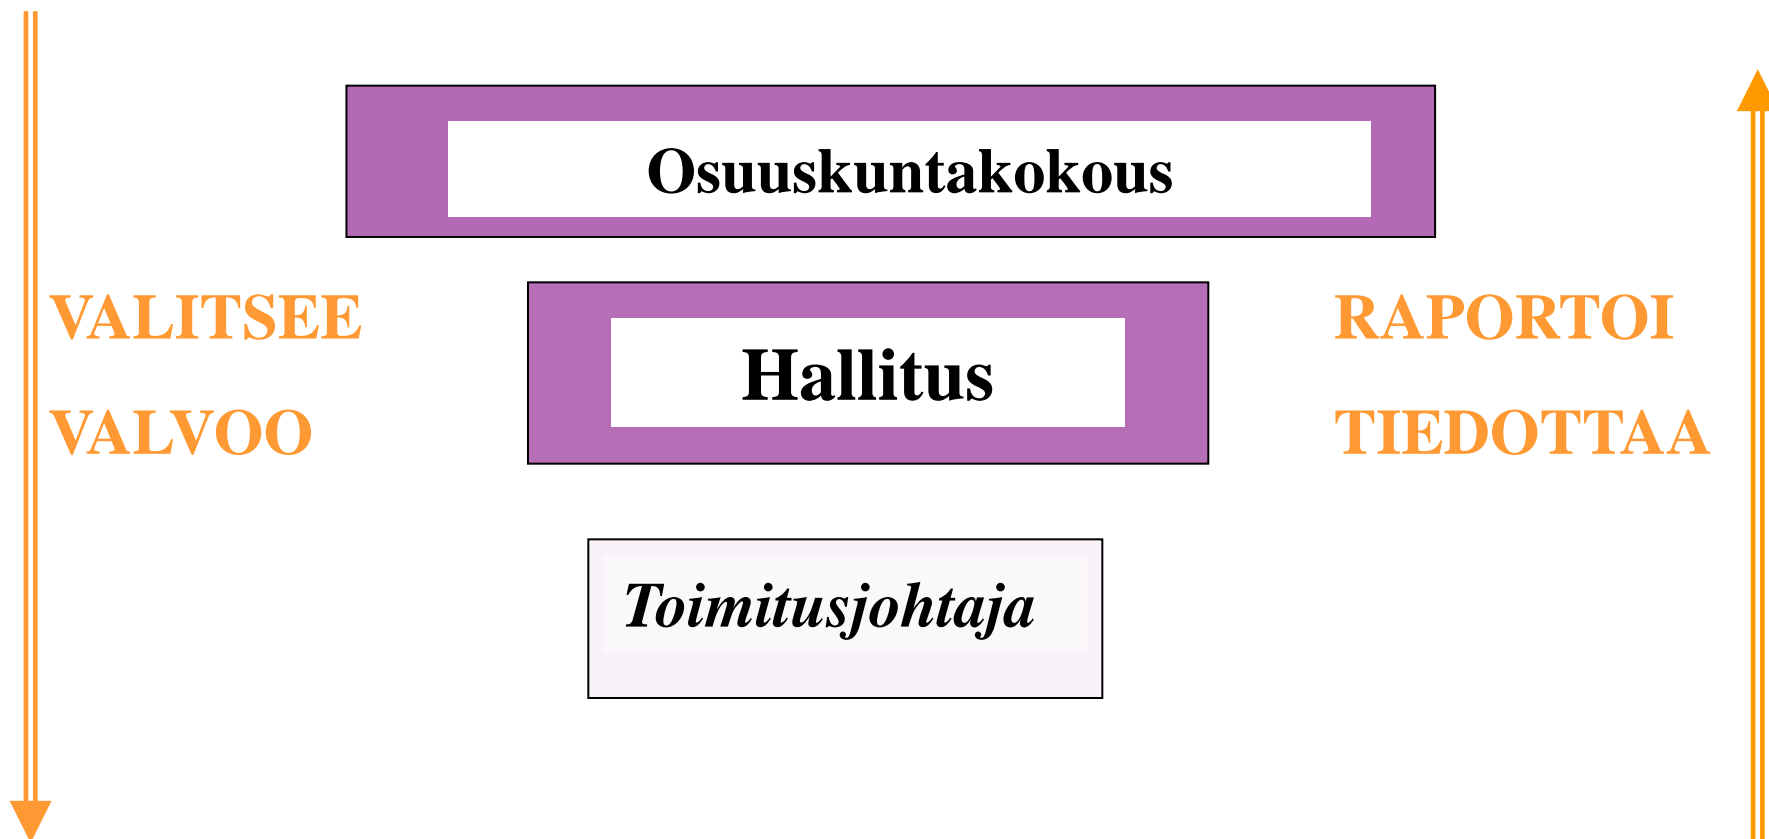 Osuuskuntakokous
VALITSEE
VALVOO
Hallitus
RAPORTOI
TIEDOTTAA
Toimitusjohtaja